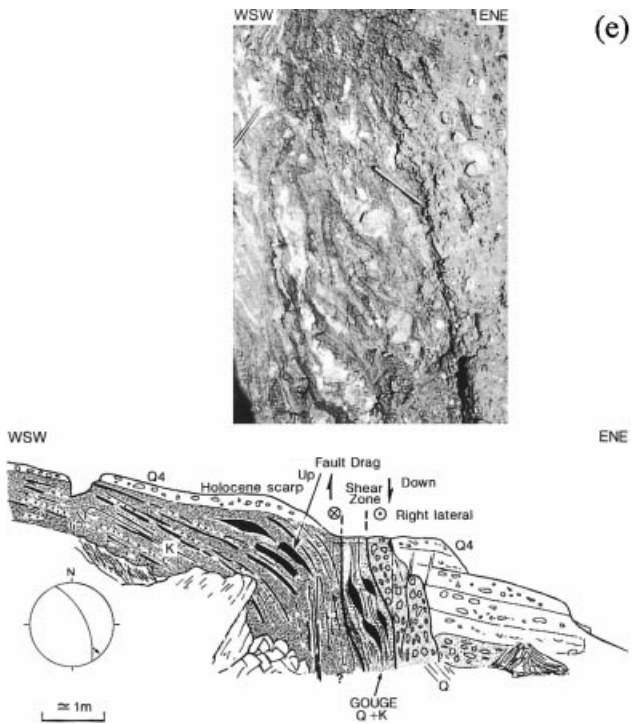 WSW ENE (e)
WSW ENE
Q4 Holocene scarp Up Fault Drag
Shear Zone Down
⊗ ⊙ Right lateral
Q4
K
N
?
Q
≃ 1m
GOUGE
Q + K